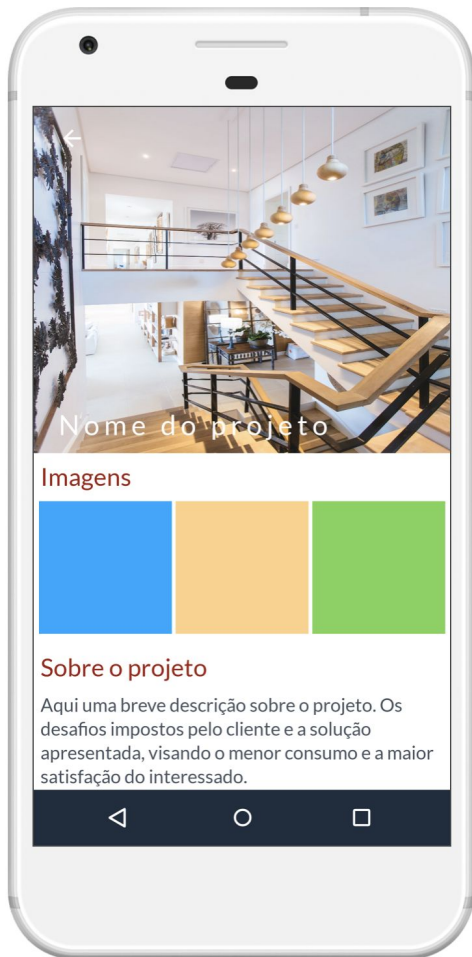 Nome do projeto
Imagens
Sobre o projeto
Aqui uma breve descrição sobre o projeto. Os
desafios impostos pelo cliente e a solução
apresentada, visando o menor consumo e a maior
satisfação do interessado.